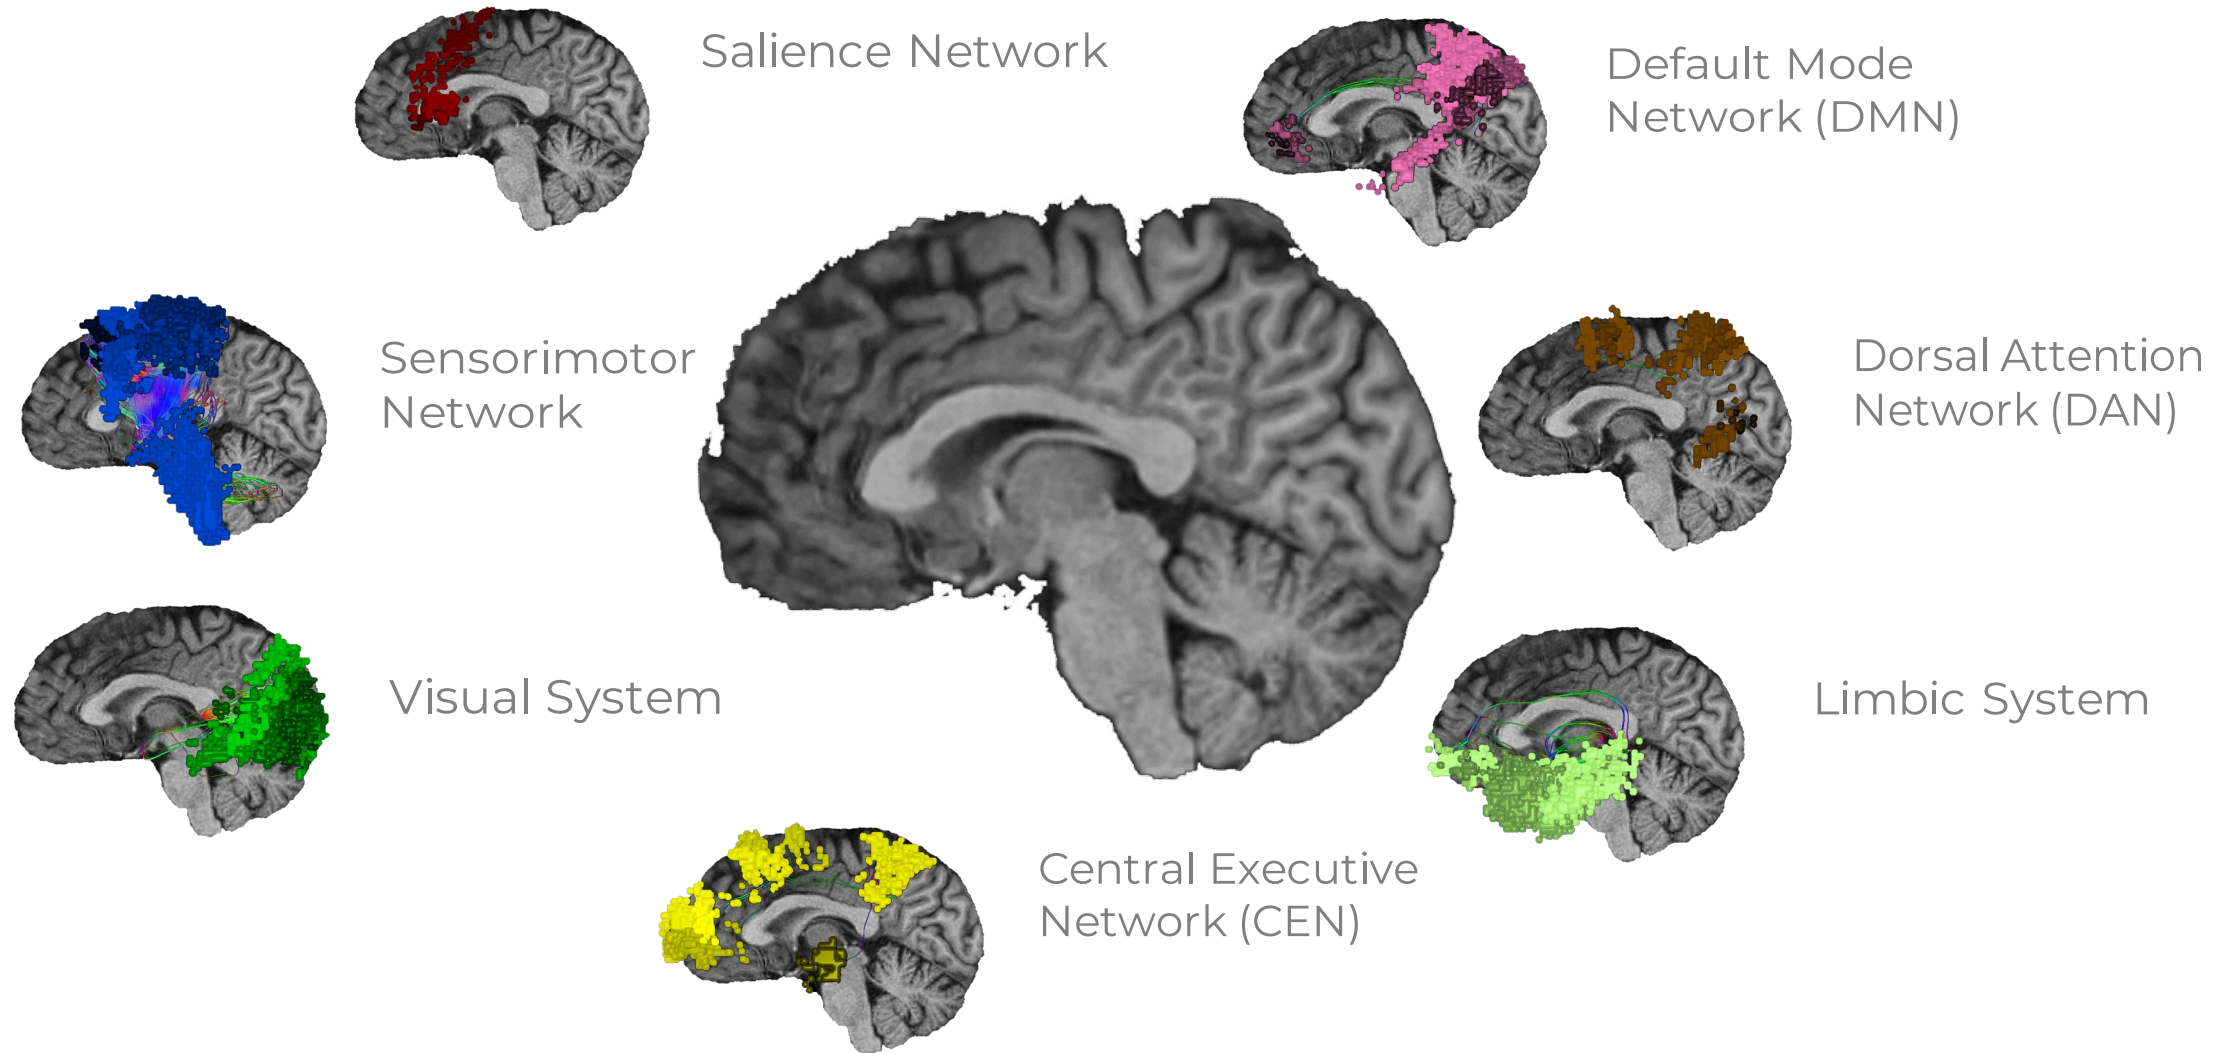 Salience Network
Default Mode
Network (DMN)
Sensorimotor
Network
Dorsal Attention
Network (DAN)
Visual System
Limbic System
Central Executive
Network (CEN)